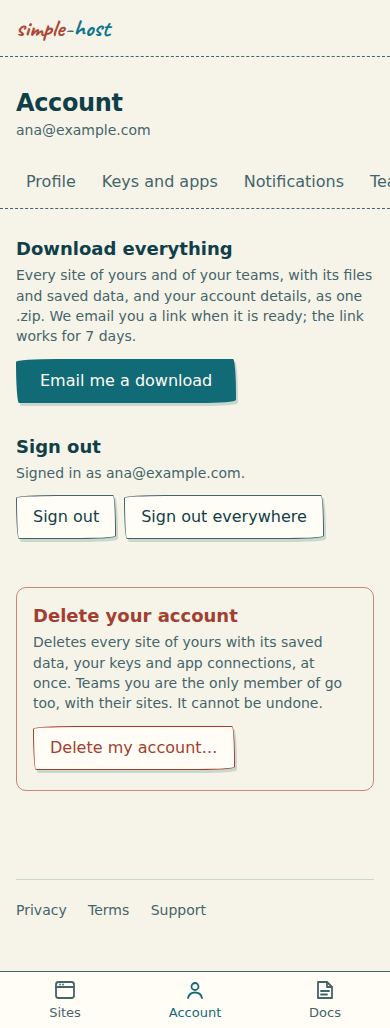 simple-host
Account
ana@example.com
Profile Keys and apps Notifications
Download everything
Every site of yours and of your teams, with its files
and saved data, and your account details, as one
.zip. We email you a link when it is ready; the link
works for 7 days.
Email me a download
Sign out
Signed in as ana@example.com.
Sign out Sign out everywhere
Delete your account
Deletes every site of yours with its saved
data, your keys and app connections, at
once. Teams you are the only member of go
too, with their sites. It cannot be undone.
Delete my account...
Privacy Terms Support
Sites Account Docs